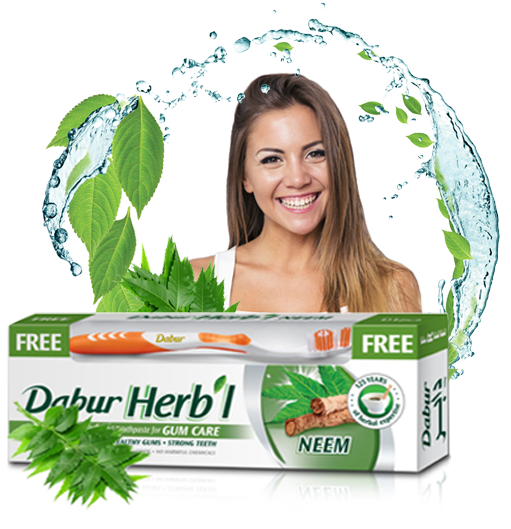 FREE
Dabur
FREE
Dabur Herb'l
Toothpaste for GUM CARE
HEALTHY GUMS • STRONG TEETH
NO HARMFUL CHEMICALS
125 YEARS
of herbal expertise
NEEM
Dabur